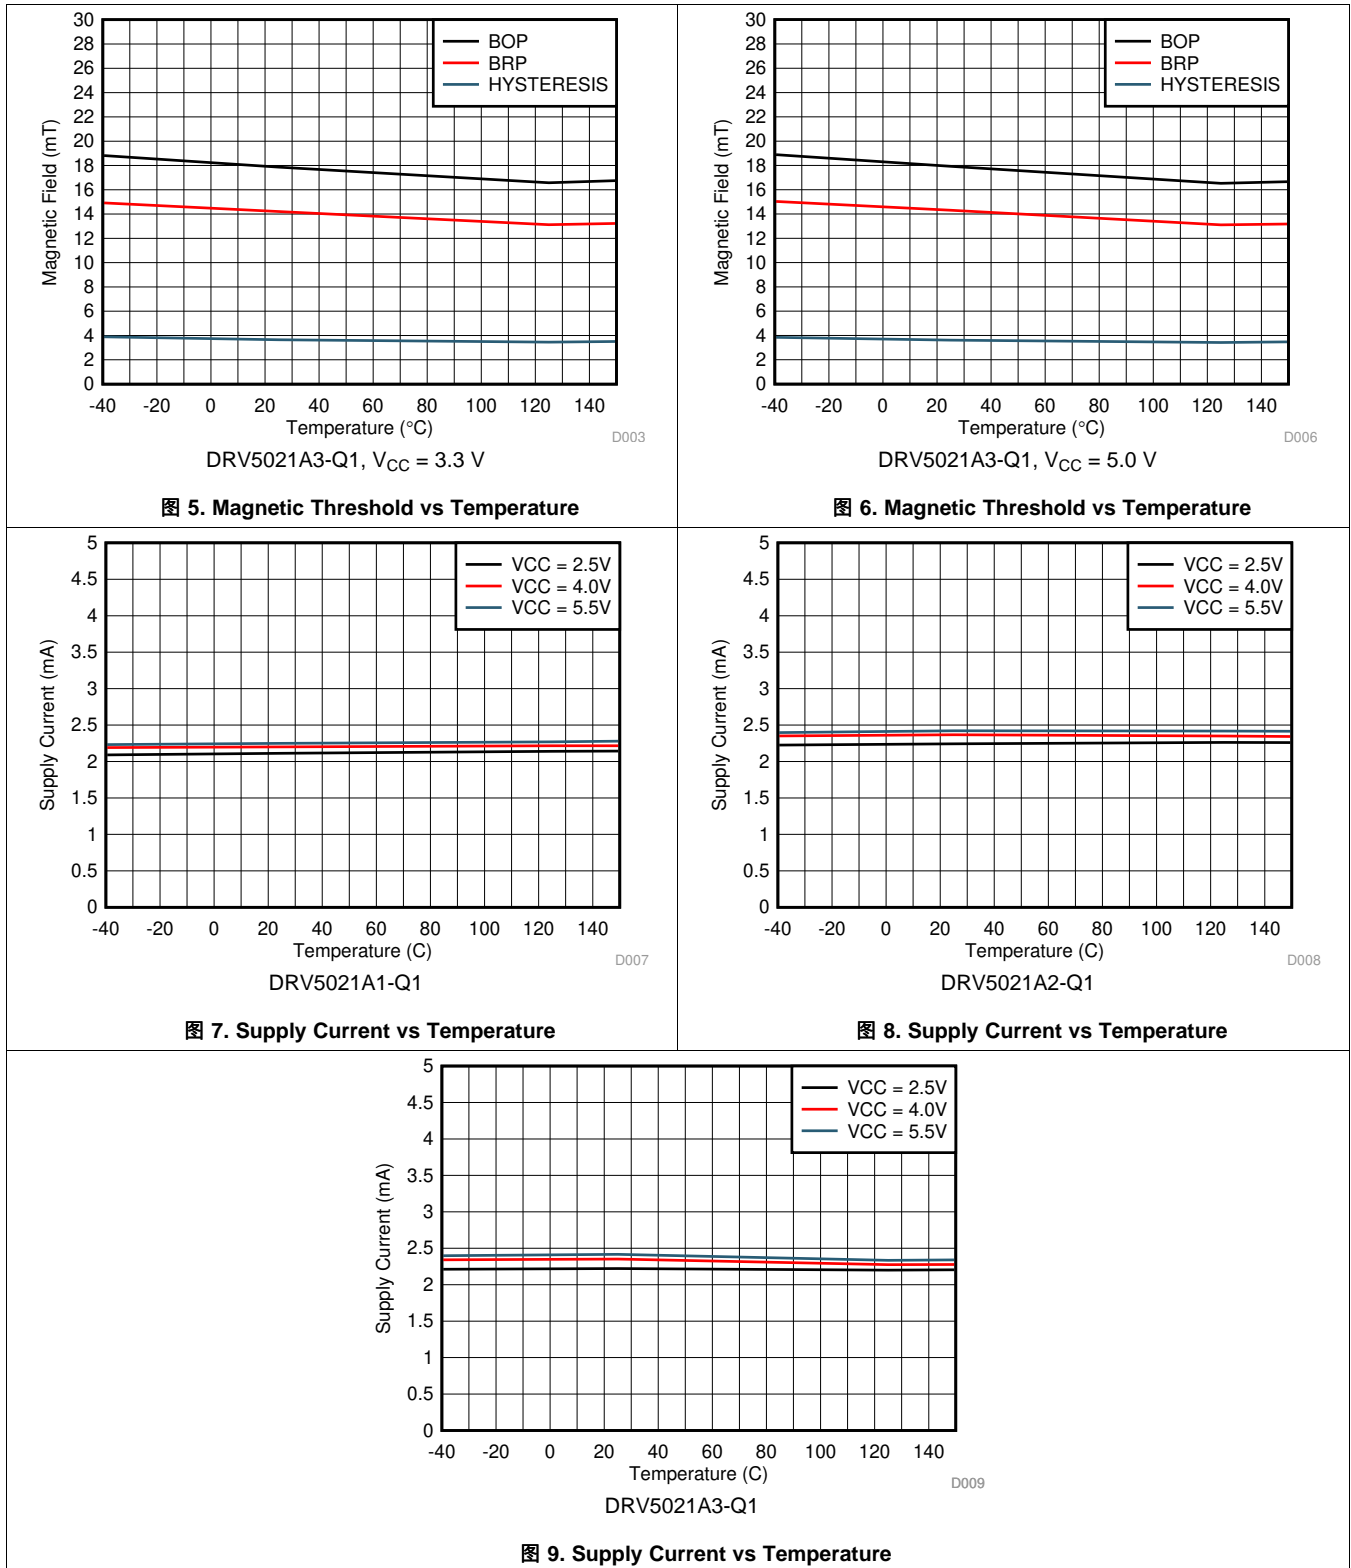 30
28
26
24
22
20
18
16
14
12
10
8
6
4
2
0
Magnetic Field (mT)
BOP
BRP
HYSTERESIS
-40 -20 0 20 40 60 80 100 120 140
Temperature (°C)
D003
DRV5021A3-Q1, VCC = 3.3 V
图 5. Magnetic Threshold vs Temperature
30
28
26
24
22
20
18
16
14
12
10
8
6
4
2
0
Magnetic Field (mT)
BOP
BRP
HYSTERESIS
-40 -20 0 20 40 60 80 100 120 140
Temperature (°C)
D006
DRV5021A3-Q1, VCC = 5.0 V
图 6. Magnetic Threshold vs Temperature
5
4.5
4
3.5
3
2.5
2
1.5
1
0.5
0
Supply Current (mA)
VCC = 2.5V
VCC = 4.0V
VCC = 5.5V
-40 -20 0 20 40 60 80 100 120 140
Temperature (C)
D007
DRV5021A1-Q1
图 7. Supply Current vs Temperature
5
4.5
4
3.5
3
2.5
2
1.5
1
0.5
0
Supply Current (mA)
VCC = 2.5V
VCC = 4.0V
VCC = 5.5V
-40 -20 0 20 40 60 80 100 120 140
Temperature (C)
D008
DRV5021A2-Q1
图 8. Supply Current vs Temperature
5
4.5
4
3.5
3
2.5
2
1.5
1
0.5
0
Supply Current (mA)
VCC = 2.5V
VCC = 4.0V
VCC = 5.5V
-40 -20 0 20 40 60 80 100 120 140
Temperature (C)
D009
DRV5021A3-Q1
图 9. Supply Current vs Temperature